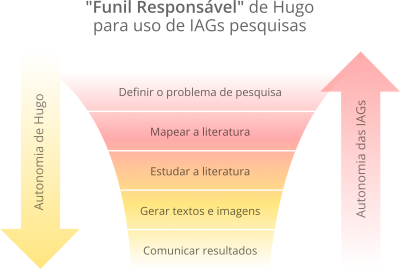 "Funil Responsável" de Hugo
para uso de IAGs pesquisas
Definir o problema de pesquisa
Mapear a literatura
Estudar a literatura
Gerar textos e imagens
Comunicar resultados
Autonomia de Hugo
Autonomia das IAGs